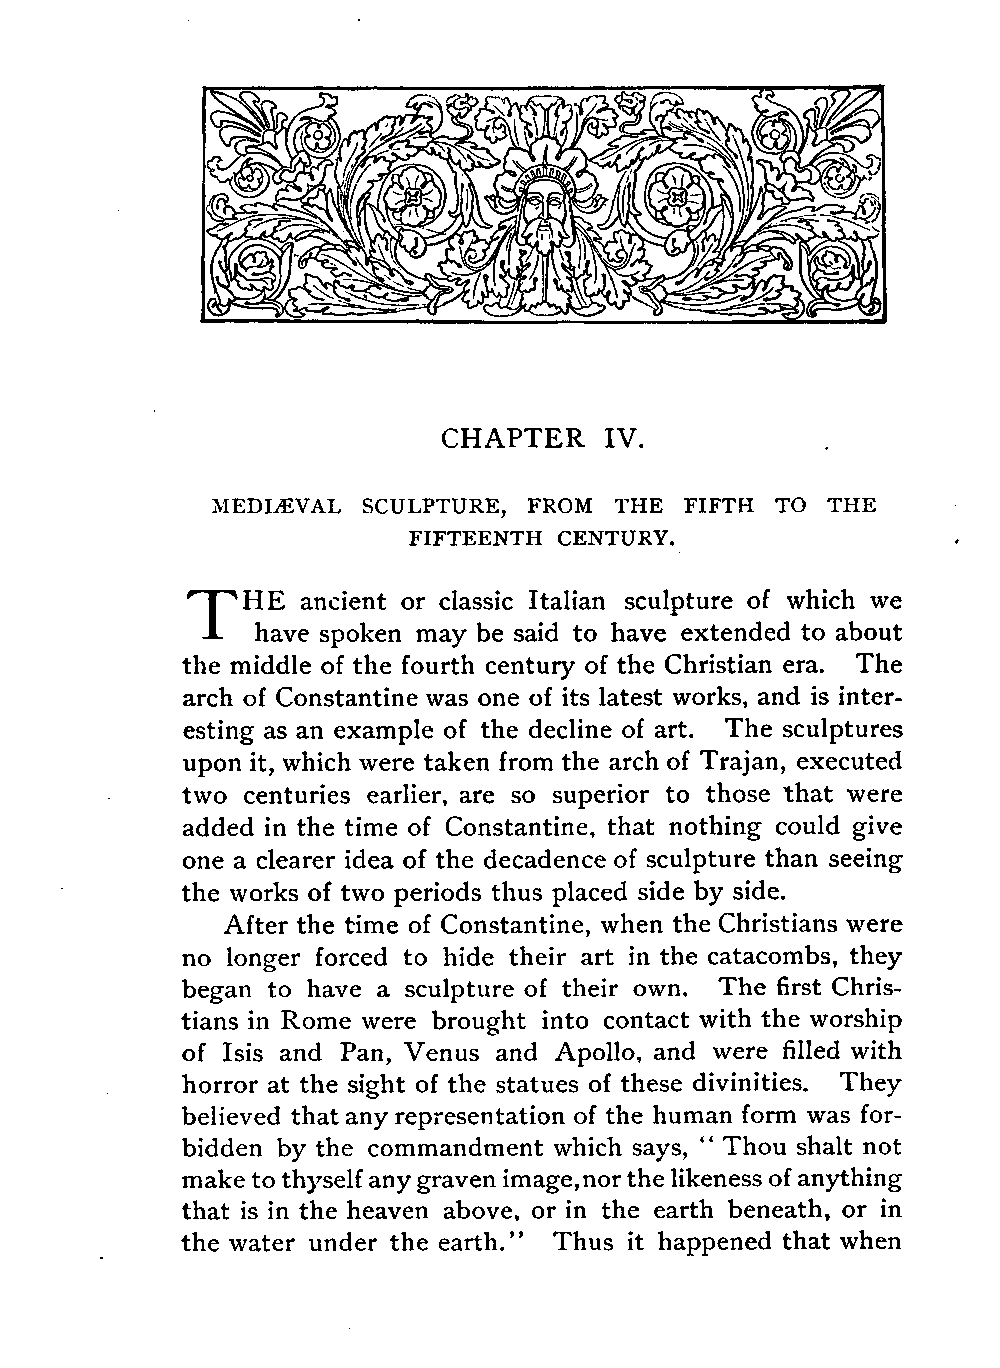 CHAPTER IV.
MEDIÆVAL SCULPTURE, FROM THE FIFTH TO THE
FIFTEENTH CENTURY.
THE ancient or classic Italian sculpture of which we
have spoken may be said to have extended to about
the middle of the fourth century of the Christian era. The
arch of Constantine was one of its latest works, and is inter-
esting as an example of the decline of art. The sculptures
upon it, which were taken from the arch of Trajan, executed
two centuries earlier, are so superior to those that were
added in the time of Constantine, that nothing could give
one a clearer idea of the decadence of sculpture than seeing
the works of two periods thus placed side by side.
After the time of Constantine, when the Christians were
no longer forced to hide their art in the catacombs, they
began to have a sculpture of their own. The first Chris-
tians in Rome were brought into contact with the worship
of Isis and Pan, Venus and Apollo, and were filled with
horror at the sight of the statues of these divinities. They
believed that any representation of the human form was for-
bidden by the commandment which says, "Thou shalt not
make to thyself any graven image, nor the likeness of anything
that is in the heaven above, or in the earth beneath, or in
the water under the earth." Thus it happened that when